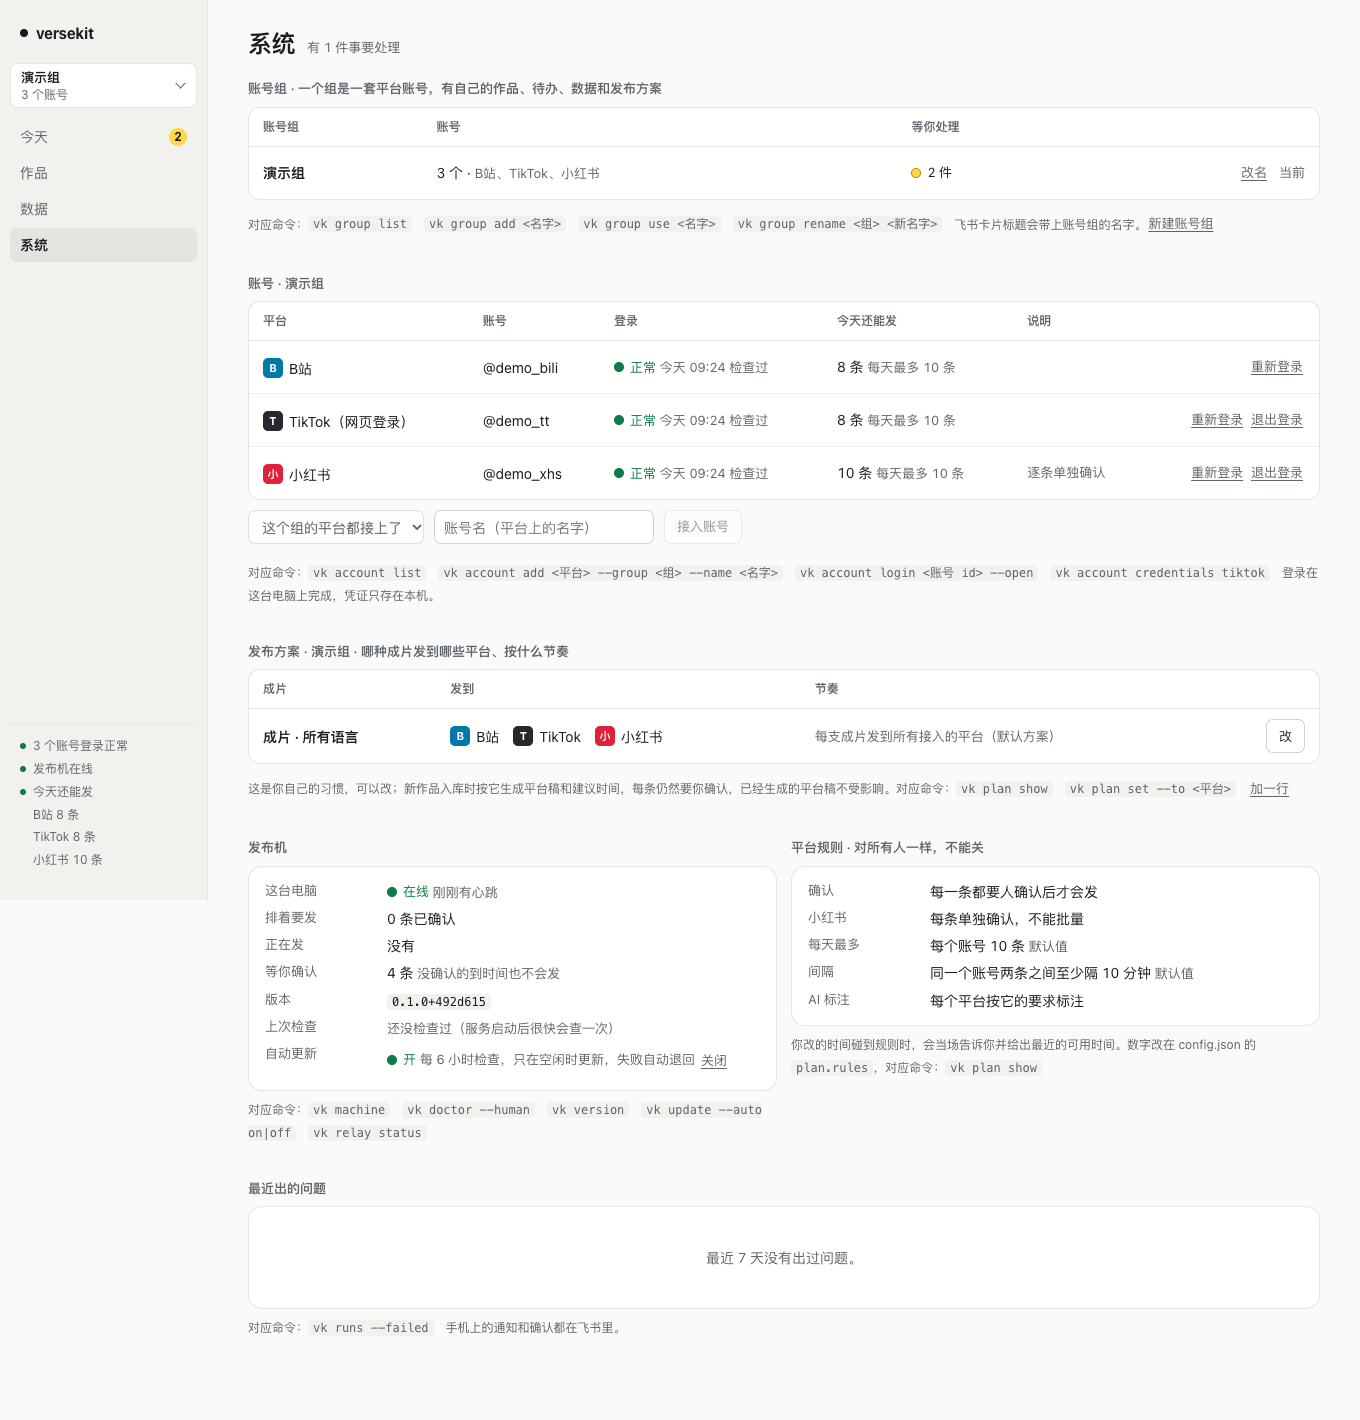 versekit
演示组
3 个账号
今天 2
作品
数据
系统
3 个账号登录正常
发布机在线
今天还能发
B站 8 条
TikTok 8 条
小红书 10 条
系统 有 1 件事要处理
账号组 · 一个组是一套平台账号，有自己的作品、待办、数据和发布方案
账号组 账号 等你处理
演示组 3 个 · B站、TikTok、小红书 2 件 改名 当前
对应命令： vk group list vk group add <名字> vk group use <名字> vk group rename <组> <新名字> 飞书卡片标题会带上账号组的名字。 新建账号组
账号 · 演示组
平台 账号 登录 今天还能发 说明
B B站 @demo_bili 正常 今天 09:24 检查过 8 条 每天最多 10 条 重新登录
T TikTok（网页登录） @demo_tt 正常 今天 09:24 检查过 8 条 每天最多 10 条 重新登录 退出登录
小 小红书 @demo_xhs 正常 今天 09:24 检查过 10 条 每天最多 10 条 逐条单独确认 重新登录 退出登录
这个组的平台都接上了 账号名（平台上的名字） 接入账号
对应命令： vk account list vk account add <平台> --group <组> --name <名字> vk account login <账号 id> --open vk account credentials tiktok 登录在
这台电脑上完成，凭证只存在本机。
发布方案 · 演示组 · 哪种成片发到哪些平台、按什么节奏
成片 发到 节奏
成片 · 所有语言 B B站 T TikTok 小 小红书 每支成片发到所有接入的平台（默认方案） 改
这是你自己的习惯，可以改；新作品入库时按它生成平台稿和建议时间，每条仍然要你确认，已经生成的平台稿不受影响。对应命令： vk plan show vk plan set --to <平台> 加一行
发布机
这台电脑 在线 刚刚有心跳
排着要发 0 条已确认
正在发 没有
等你确认 4 条 没确认的到时间也不会发
版本 0.1.0+492d615
上次检查 还没检查过（服务启动后很快会查一次）
自动更新 开 每 6 小时检查，只在空闲时更新，失败自动退回 关闭
对应命令： vk machine vk doctor --human vk version vk update --auto
on|off vk relay status
平台规则 · 对所有人一样，不能关
确认 每一条都要人确认后才会发
小红书 每条单独确认，不能批量
每天最多 每个账号 10 条 默认值
间隔 同一个账号两条之间至少隔 10 分钟 默认值
AI 标注 每个平台按它的要求标注
你改的时间碰到规则时，会当场告诉你并给出最近的可用时间。数字改在 config.json 的
plan.rules，对应命令： vk plan show
最近出的问题
最近 7 天没有出过问题。
对应命令： vk runs --failed 手机上的通知和确认都在飞书里。